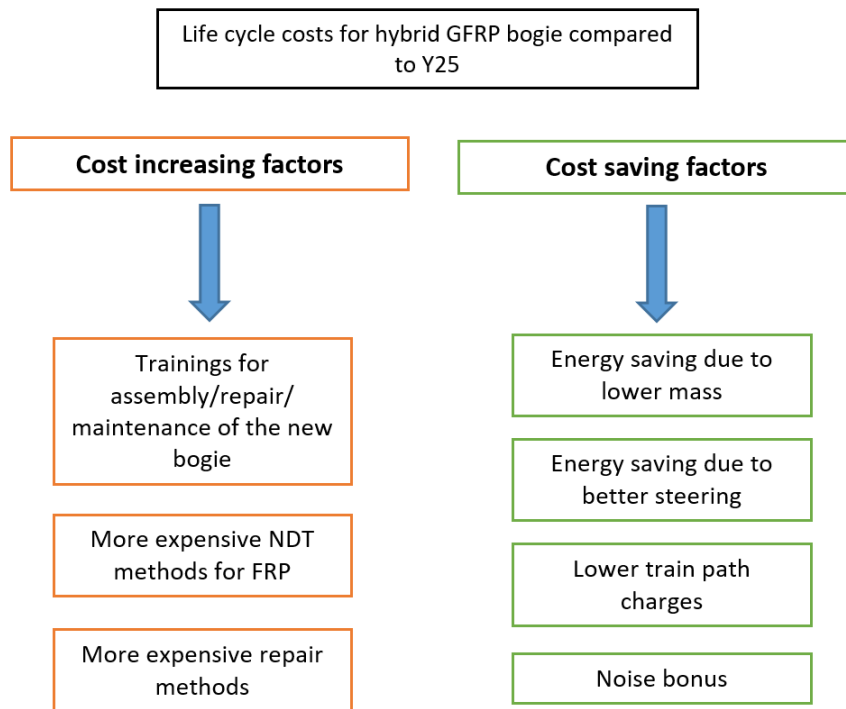 Life cycle costs for hybrid GFRP bogie compared
to Y25
Cost increasing factors
Cost saving factors
Trainings for
assembly/repair/
maintenance of the new
bogie
More expensive NDT
methods for FRP
More expensive repair
methods
Energy saving due to
lower mass
Energy saving due to
better steering
Lower train path
charges
Noise bonus